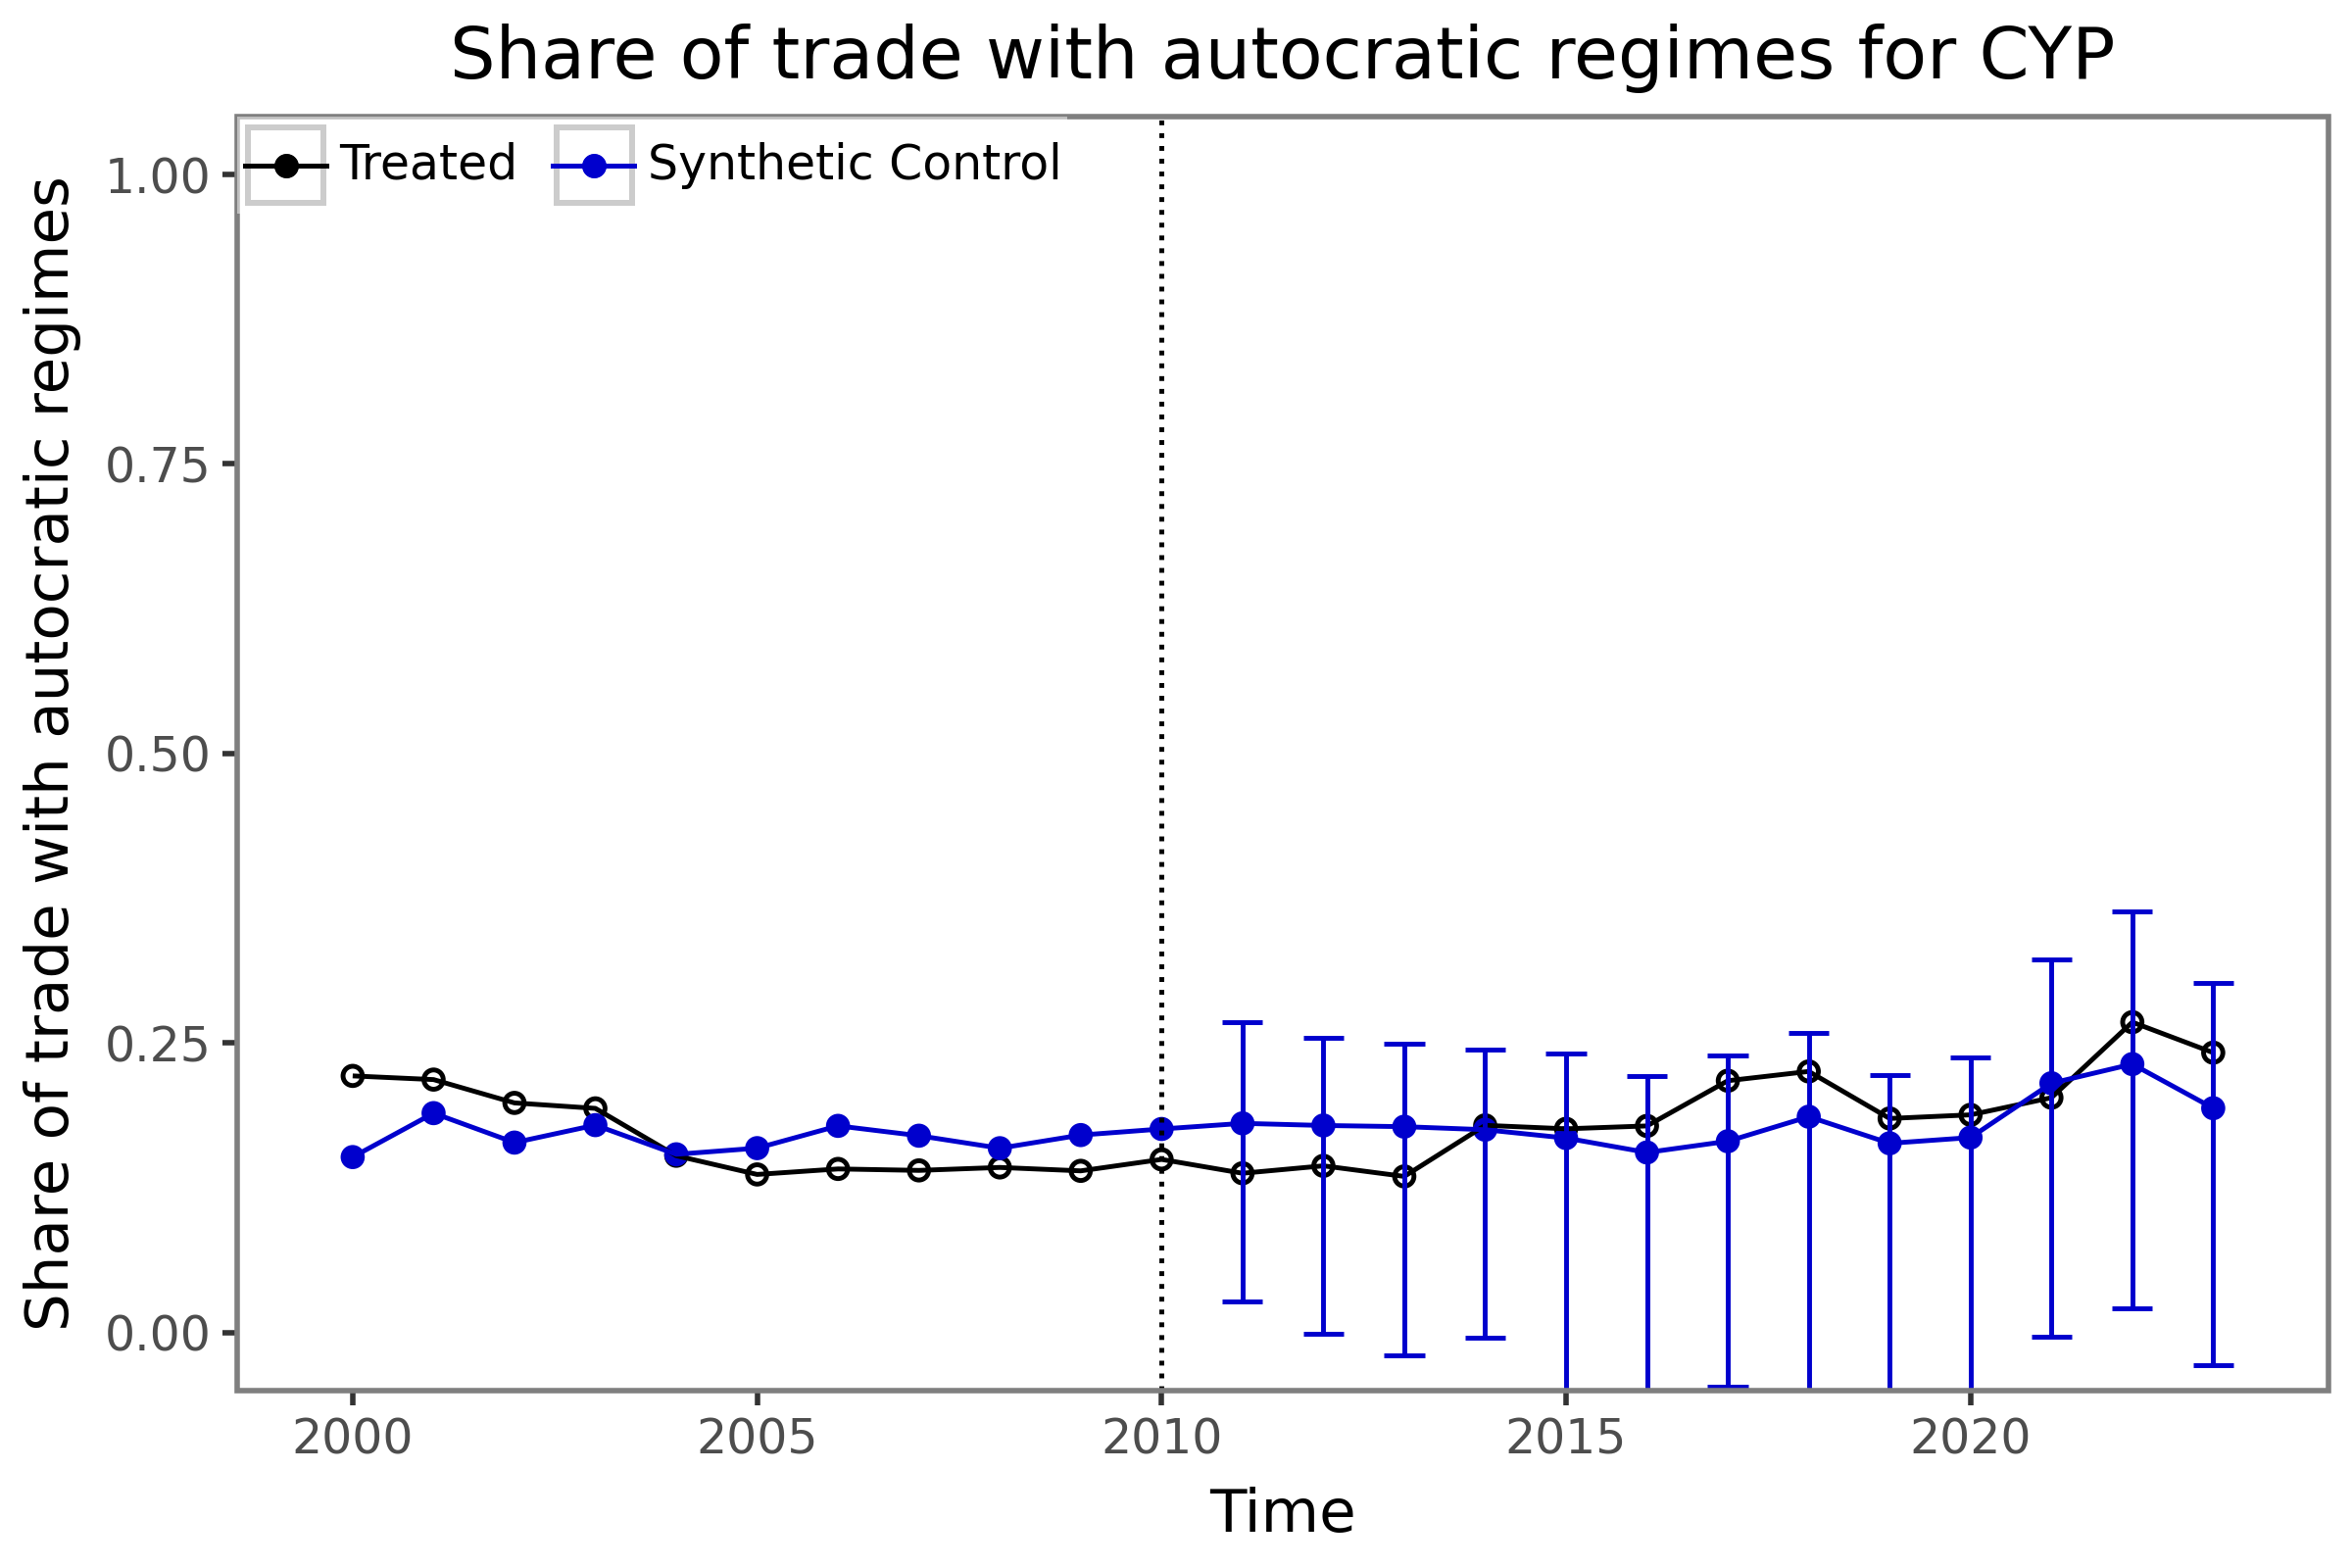 Share of trade with autocratic regimes for CYP
Treated
Synthetic Control
Share of trade with autocratic regimes
1.00
0.75
0.50
0.25
0.00
2000
2005
2010
2015
2020
Time